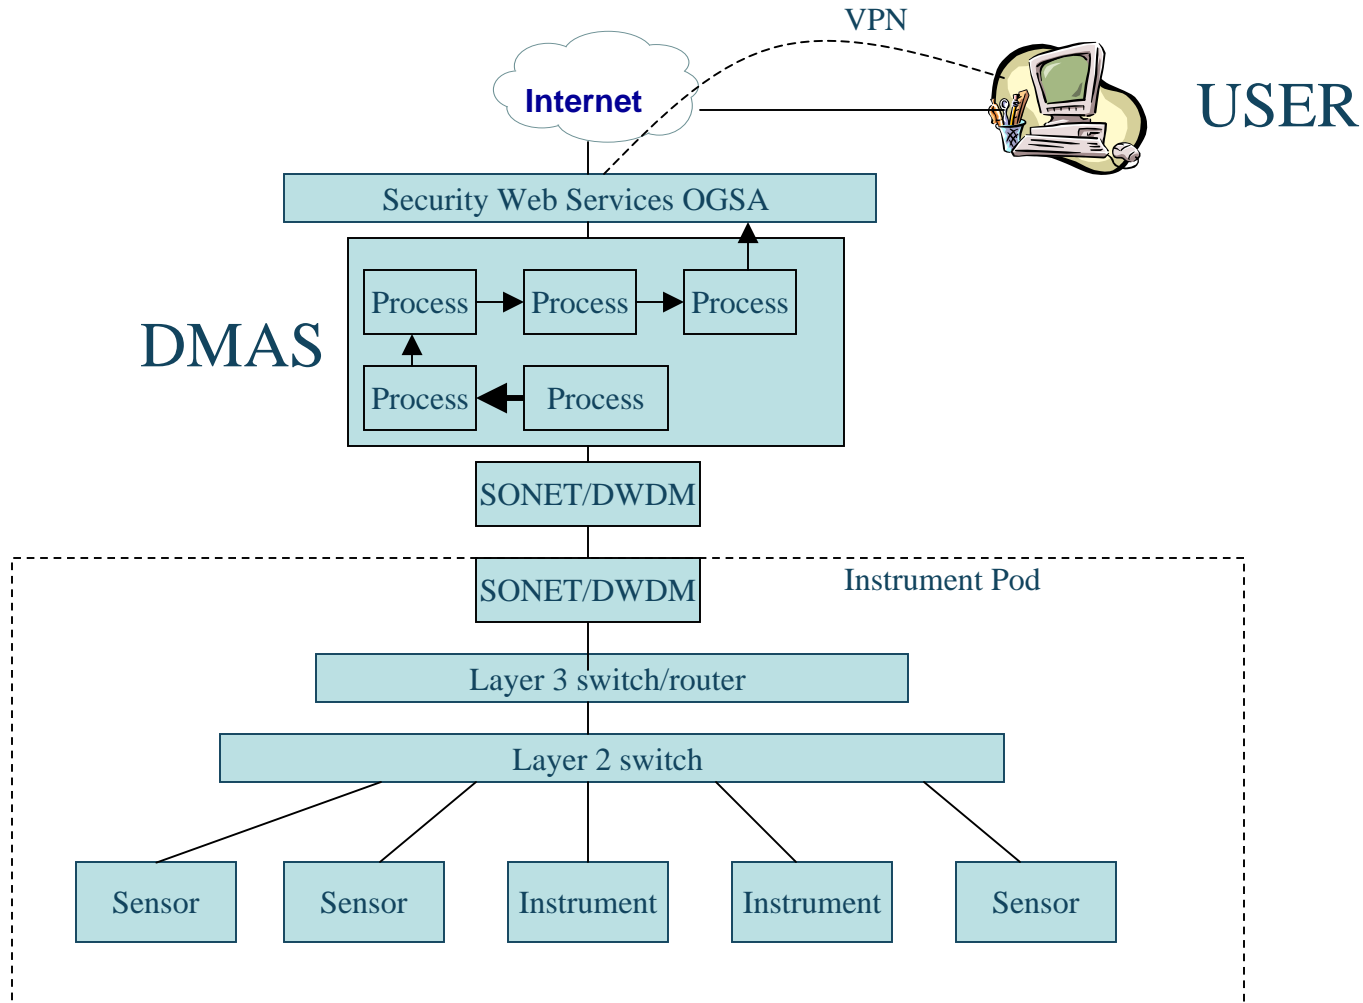 VPN
Internet
USER
Security Web Services OGSA
Process
Process
Process
DMAS
Process
Process
SONET/DWDM
SONET/DWDM
Instrument Pod
Layer 3 switch/router
Layer 2 switch
Sensor
Sensor
Instrument
Instrument
Sensor